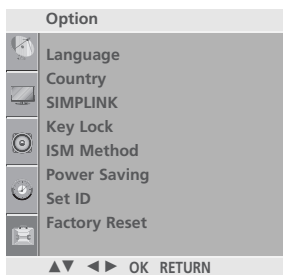 Option
Language
Country
SIMPLINK
Key Lock
ISM Method
Power Saving
Set ID
Factory Reset
▲▼ ◄► OK RETURN